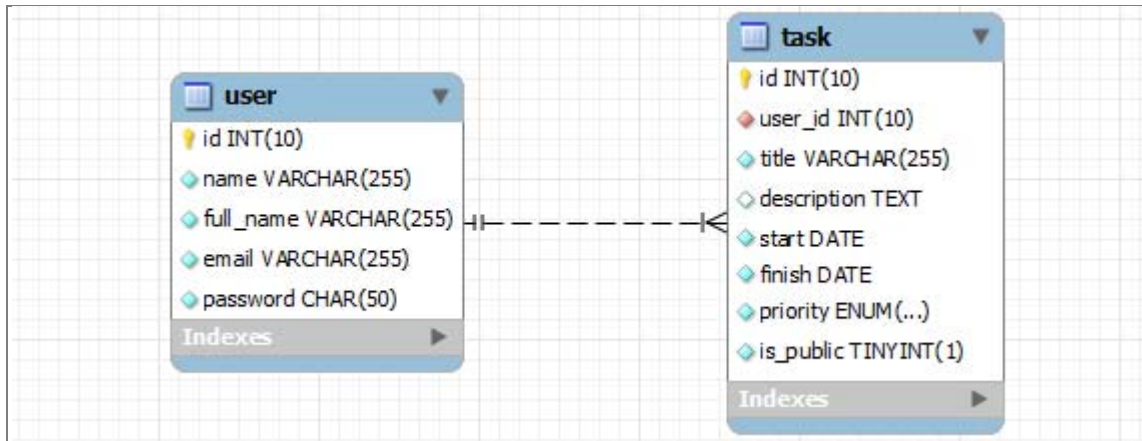 user
id INT(10)
name VARCHAR(255)
full_name VARCHAR(255)
email VARCHAR(255)
password CHAR(50)
Indexes
task
id INT(10)
user_id INT(10)
title VARCHAR(255)
description TEXT
start DATE
finish DATE
priority ENUM(...)
is_public TINYINT(1)
Indexes